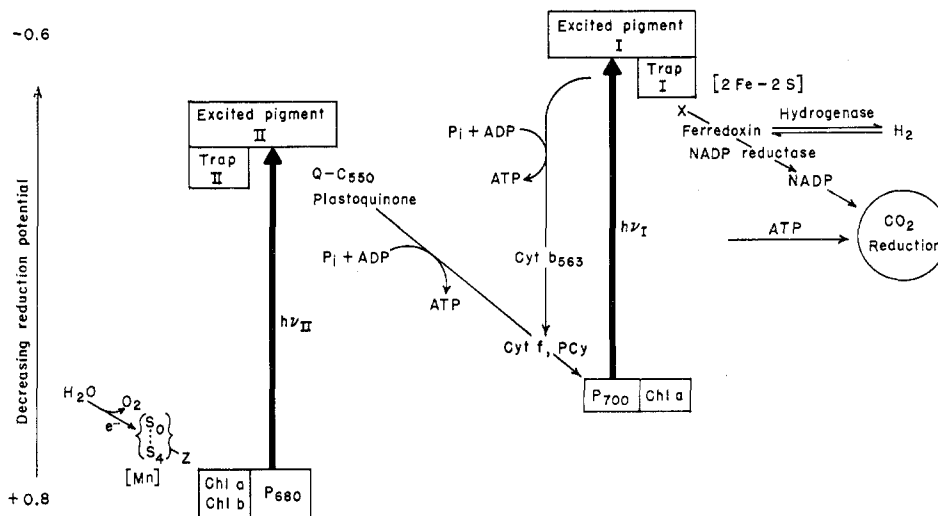 -0.6
Decreasing reduction potential
+0.8
H2O
O2
e-
S0
S4
Z
[Mn]
Chl a
Chl b
P680
hνII
Excited pigment
II
Trap
II
Q-C550
Plastoquinone
Pi + ADP
ATP
Cyt f, PCy
Excited pigment
I
Trap
I
[2Fe-2S]
Pi + ADP
ATP
Cyt b563
hνI
P700
Chl a
X
Ferredoxin
Hydrogenase
H2
NADP reductase
NADP
ATP
CO2
Reduction